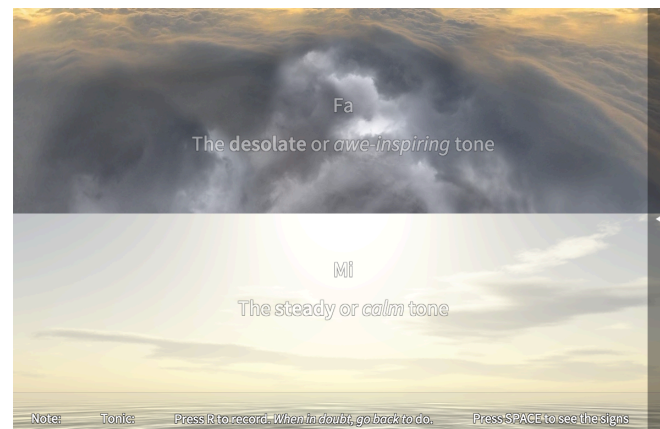 Fa
The desolate or awe-inspiring tone
Mi
The steady or calm tone
Note: Tonic: Press R to record. When in doubt, go back to do. Press SPACE to see the signs